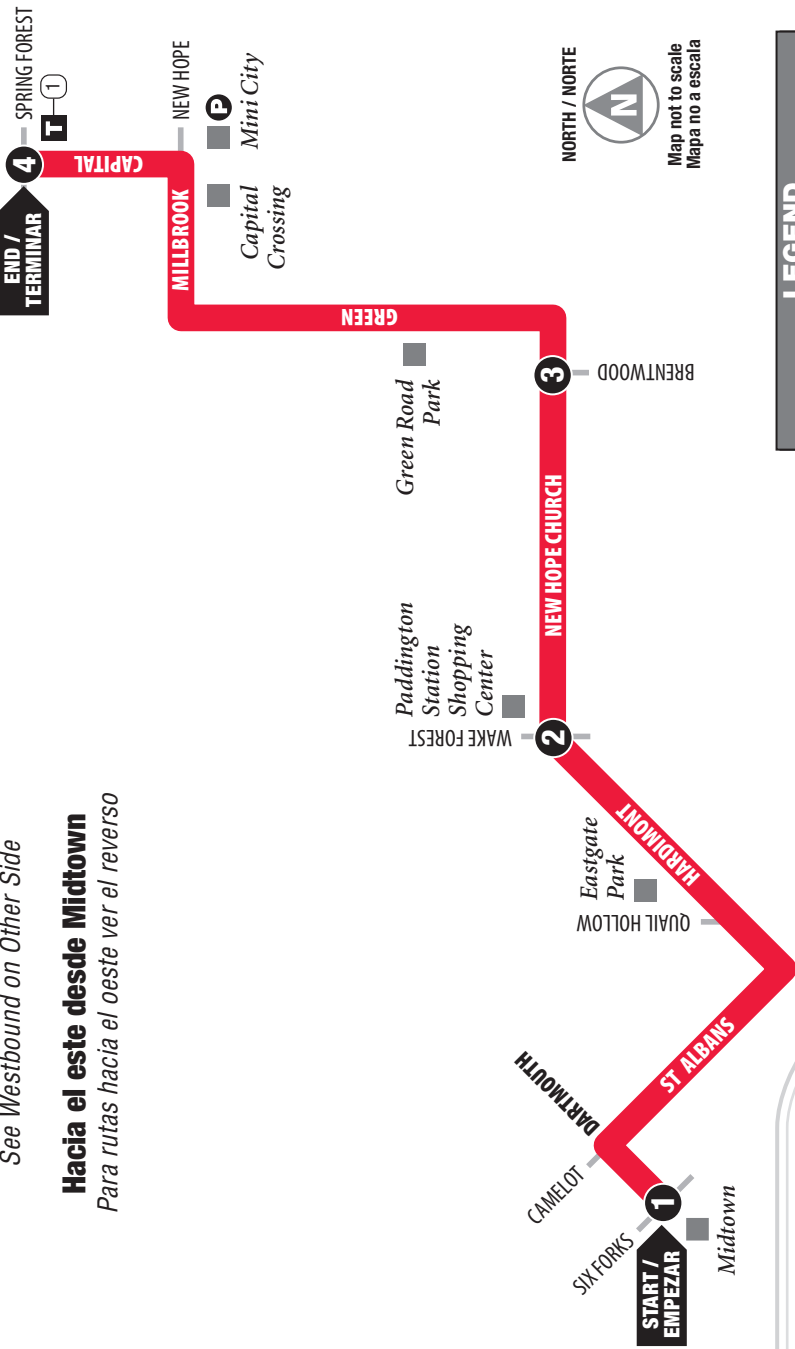 See Westbound on Other Side
Hacia el este desde Midtown
Para rutas hacia el oeste ver el reverso
START /
EMPEZAR
1
Midtown
SIX FORKS
CAMELOT
DARTMOUTH
ST ALBANS
QUAIL HOLLOW
Eastgate
Park
HARDIMONT
WAKE FOREST
2
Paddington
Station
Shopping
Center
NEW HOPE CHURCH
3
BRENTWOOD
Green Road
Park
GREEN
MILLBROOK
Capital
Crossing
Mini City
P
NEW HOPE
CAPITAL
END /
TERMINAR
4
SPRING FOREST
T
1
NORTH / NORTE
N
Map not to scale
Mapa no a escala
LEGEND